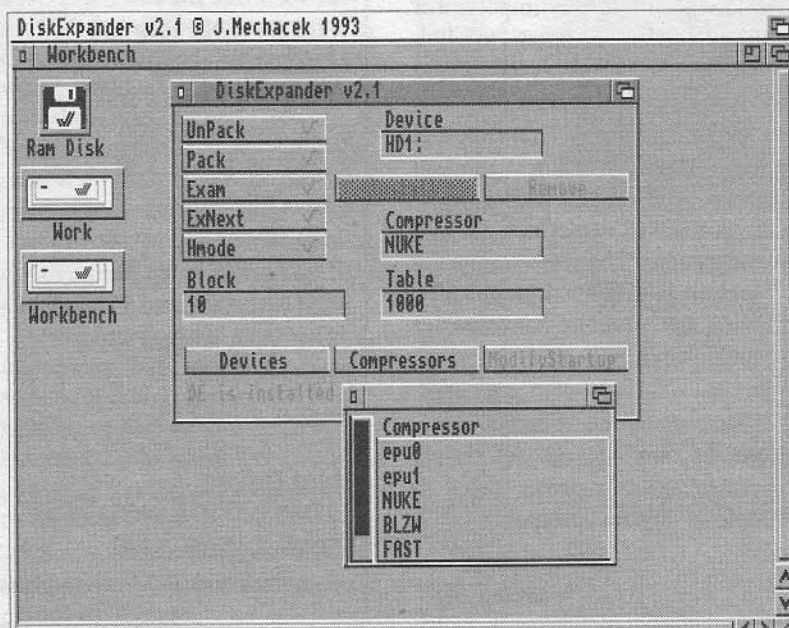 DiskExpander v2.1 © J.Mechacek 1993
Workbench
DiskExpander v2.1
Ram Disk
Work
Workbench
UnPack
Pack
Exam
ExNext
Hmode
Device
HD1:
Remove
Compressor
NUKE
Block
10
Table
1000
Devices
Compressors
ModifyStartup
DE is installed
Compressor
epu0
epu1
NUKE
BLZW
FAST